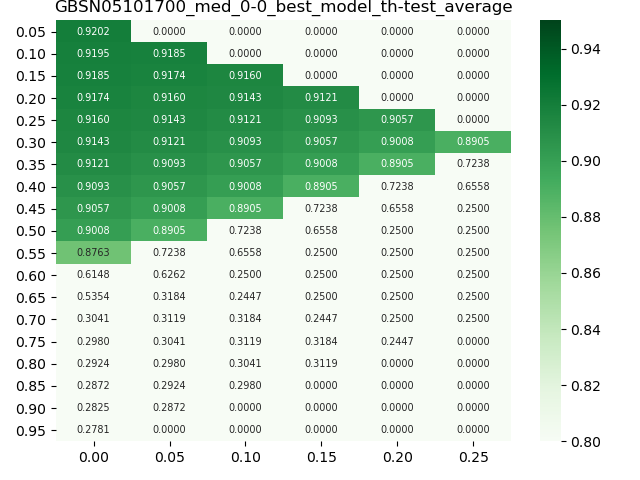 GBSN05101700_med_0-0_best_model_th-test_average
0.05 0.9202 0.0000 0.0000 0.0000 0.0000 0.0000
0.10 0.9195 0.9185 0.0000 0.0000 0.0000 0.0000
0.15 0.9185 0.9174 0.9160 0.0000 0.0000 0.0000
0.20 0.9174 0.9160 0.9143 0.9121 0.0000 0.0000
0.25 0.9160 0.9143 0.9121 0.9093 0.9057 0.0000
0.30 0.9143 0.9121 0.9093 0.9057 0.9008 0.8905
0.35 0.9121 0.9093 0.9057 0.9008 0.8905 0.7238
0.40 0.9093 0.9057 0.9008 0.8905 0.7238 0.6558
0.45 0.9057 0.9008 0.8905 0.7238 0.6558 0.2500
0.50 0.9008 0.8905 0.7238 0.6558 0.2500 0.2500
0.55 0.8763 0.7238 0.6558 0.2500 0.2500 0.2500
0.60 0.6148 0.6262 0.2500 0.2500 0.2500 0.2500
0.65 0.5354 0.3184 0.2447 0.2500 0.2500 0.2500
0.70 0.3041 0.3119 0.3184 0.2447 0.2500 0.2500
0.75 0.2980 0.3041 0.3119 0.3184 0.2447 0.0000
0.80 0.2924 0.2980 0.3041 0.3119 0.0000 0.0000
0.85 0.2872 0.2924 0.2980 0.0000 0.0000 0.0000
0.90 0.2825 0.2872 0.0000 0.0000 0.0000 0.0000
0.95 0.2781 0.0000 0.0000 0.0000 0.0000 0.0000
0.00 0.05 0.10 0.15 0.20 0.25
0.94
0.92
0.90
0.88
0.86
0.84
0.82
0.80